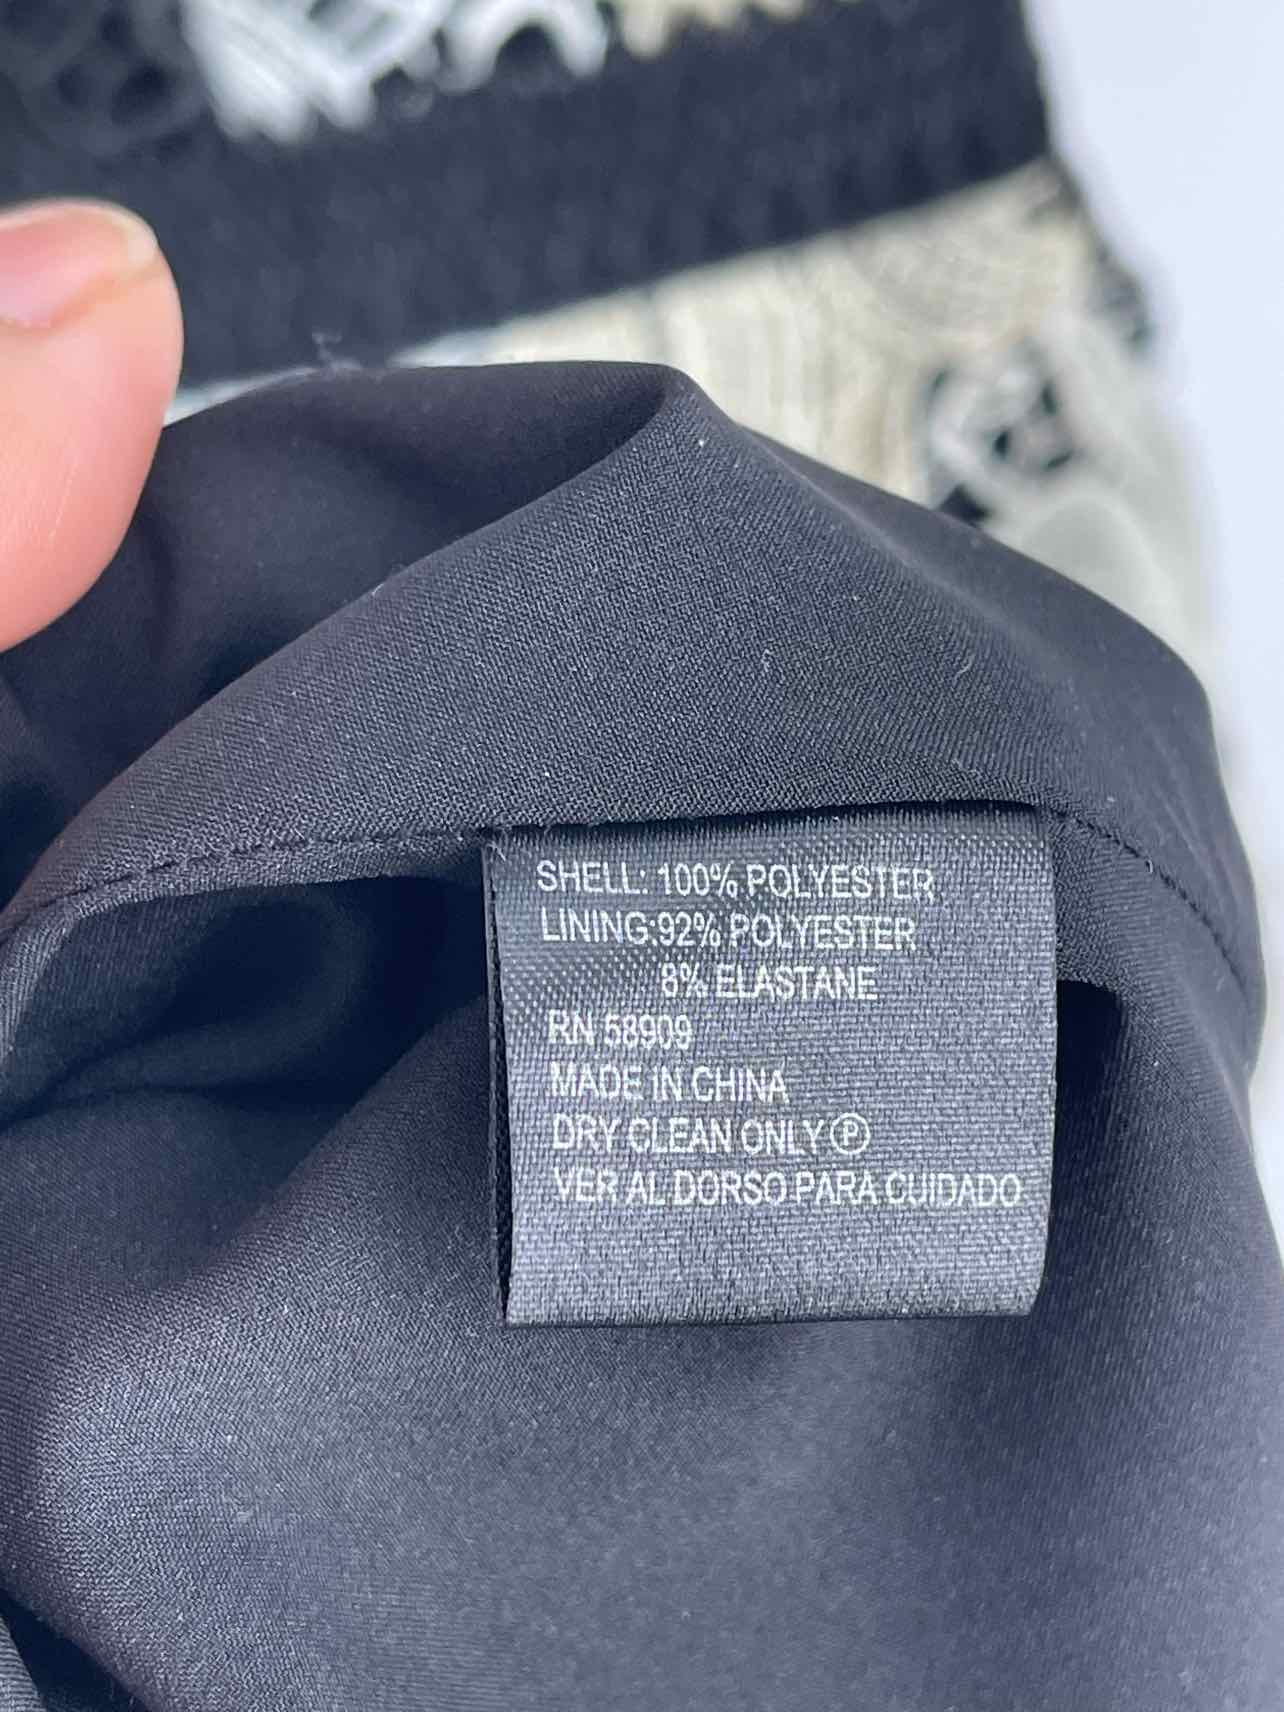 SHELL: 100% POLYESTER
LINING:92% POLYESTER
8% ELASTANE
RN 58909
MADE IN CHINA
DRY CLEAN ONLY Ⓟ
VER AL DORSO PARA CUIDADO